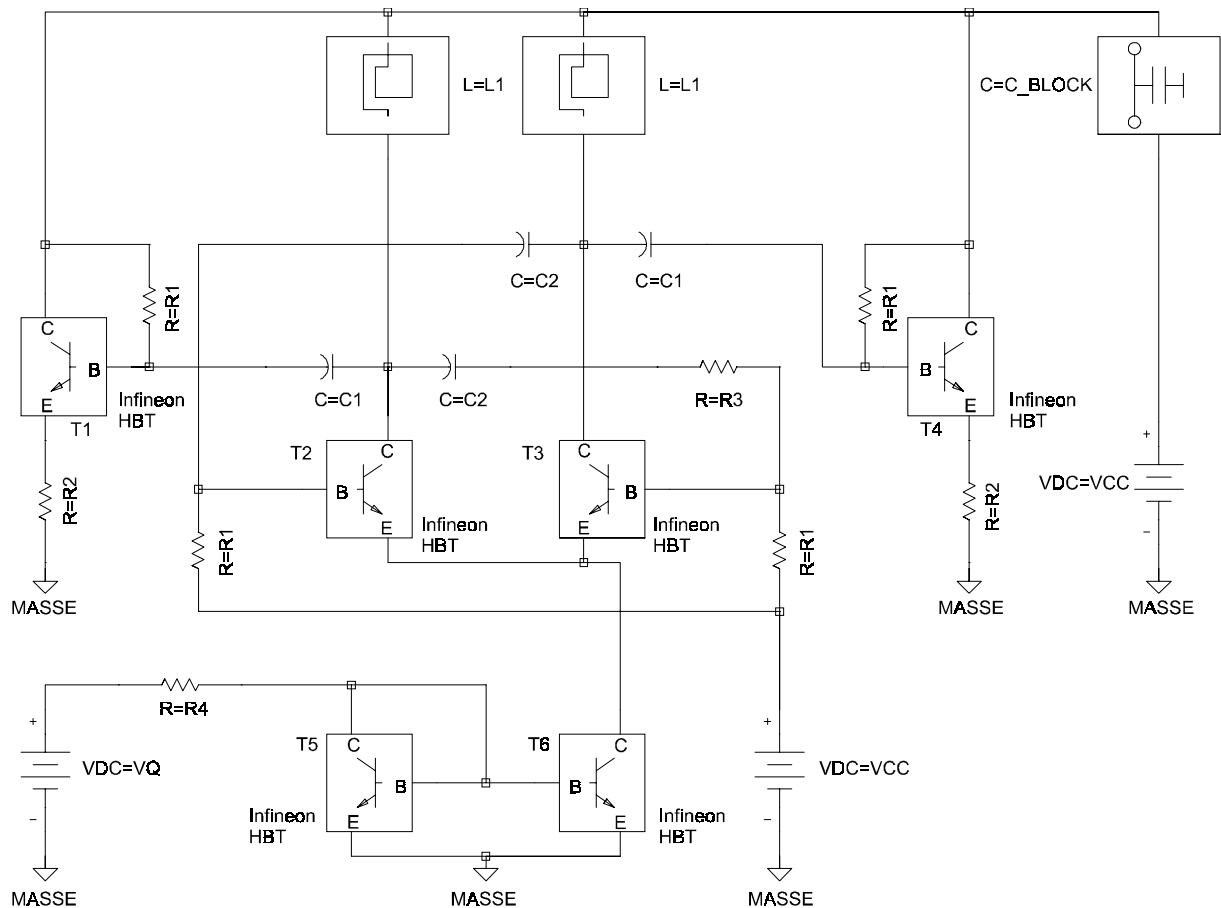 L=L1
L=L1
C=C_BLOCK
C=C2
C=C1
R=R1
R=R1
C
B
E
Infineon
HBT
T1
C=C1
C=C2
R=R3
C
B
E
Infineon
HBT
T4
T2
C
B
E
Infineon
HBT
T3
C
B
E
Infineon
HBT
+
VDC=VCC
-
R=R2
R=R1
R=R1
R=R2
MASSE
MASSE
MASSE
R=R4
+
VDC=VQ
-
T5
C
B
E
Infineon
HBT
T6
C
B
E
Infineon
HBT
+
VDC=VCC
-
MASSE
MASSE
MASSE